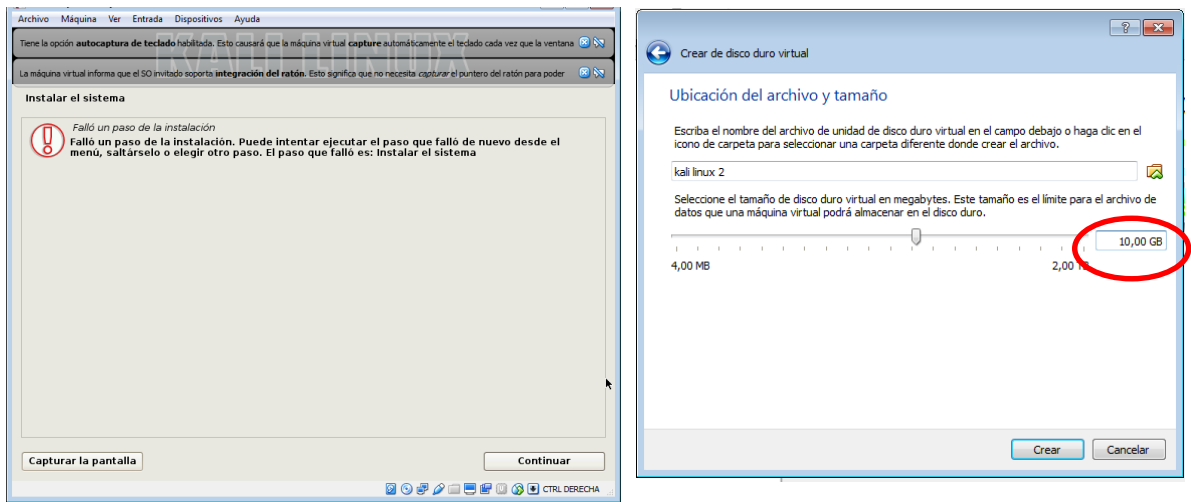 Archivo Máquina Ver Entrada Dispositivos Ayuda
Tiene la opción autocaptura de teclado habilitada. Esto causará que la máquina virtual capture automáticamente el teclado cada vez que la ventana
KALI LINUX
La máquina virtual informa que el SO invitado soporta integración del ratón. Esto significa que no necesita capturar el puntero del ratón para poder
Instalar el sistema
Falló un paso de la instalación
Falló un paso de la instalación. Puede intentar ejecutar el paso que falló de nuevo desde el
menú, saltárselo o elegir otro paso. El paso que falló es: Instalar el sistema
Capturar la pantalla
Continuar
CTRL DERECHA
Crear de disco duro virtual
Ubicación del archivo y tamaño
Escriba el nombre del archivo de unidad de disco duro virtual en el campo debajo o haga clic en el
icono de carpeta para seleccionar una carpeta diferente donde crear el archivo.
kali linux 2
Seleccione el tamaño de disco duro virtual en megabytes. Este tamaño es el límite para el archivo de
datos que una máquina virtual podrá almacenar en el disco duro.
10,00 GB
4,00 MB
2,00 TB
Crear
Cancelar